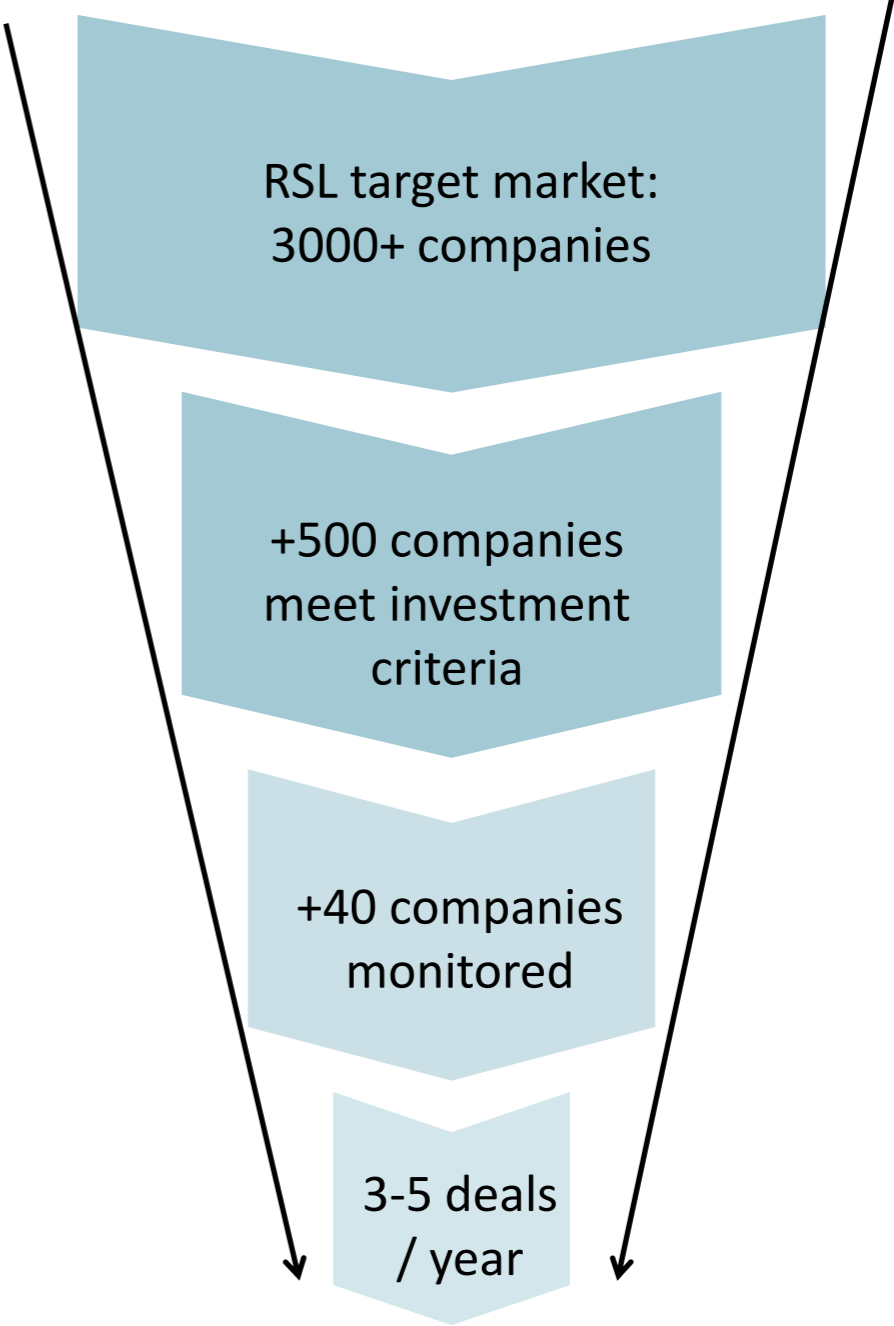 RSL target market:
3000+ companies
+500 companies
meet investment
criteria
+40 companies
monitored
3-5 deals
/ year